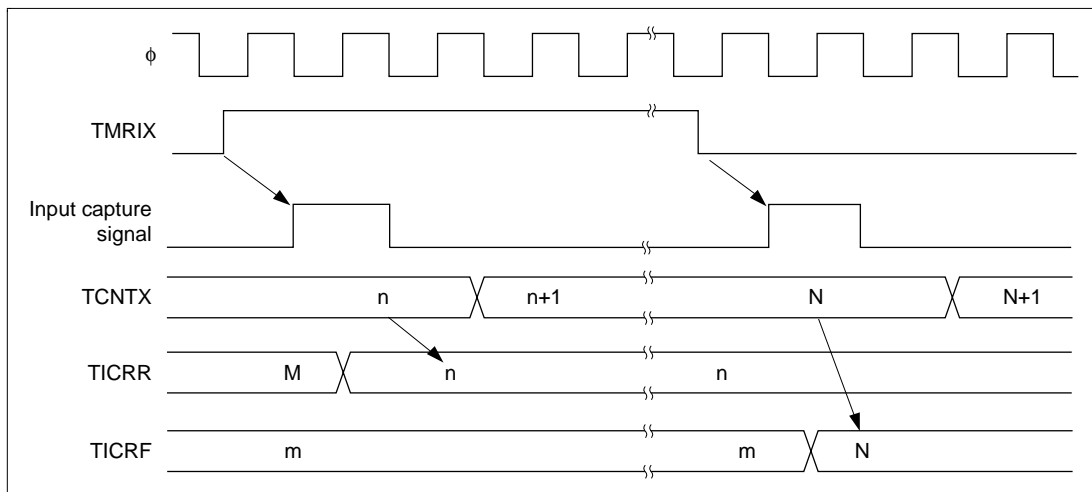 ϕ
TMRIX
Input capture
signal
TCNTX
n
n+1
N
N+1
TICRR
M
n
n
TICRF
m
m
N